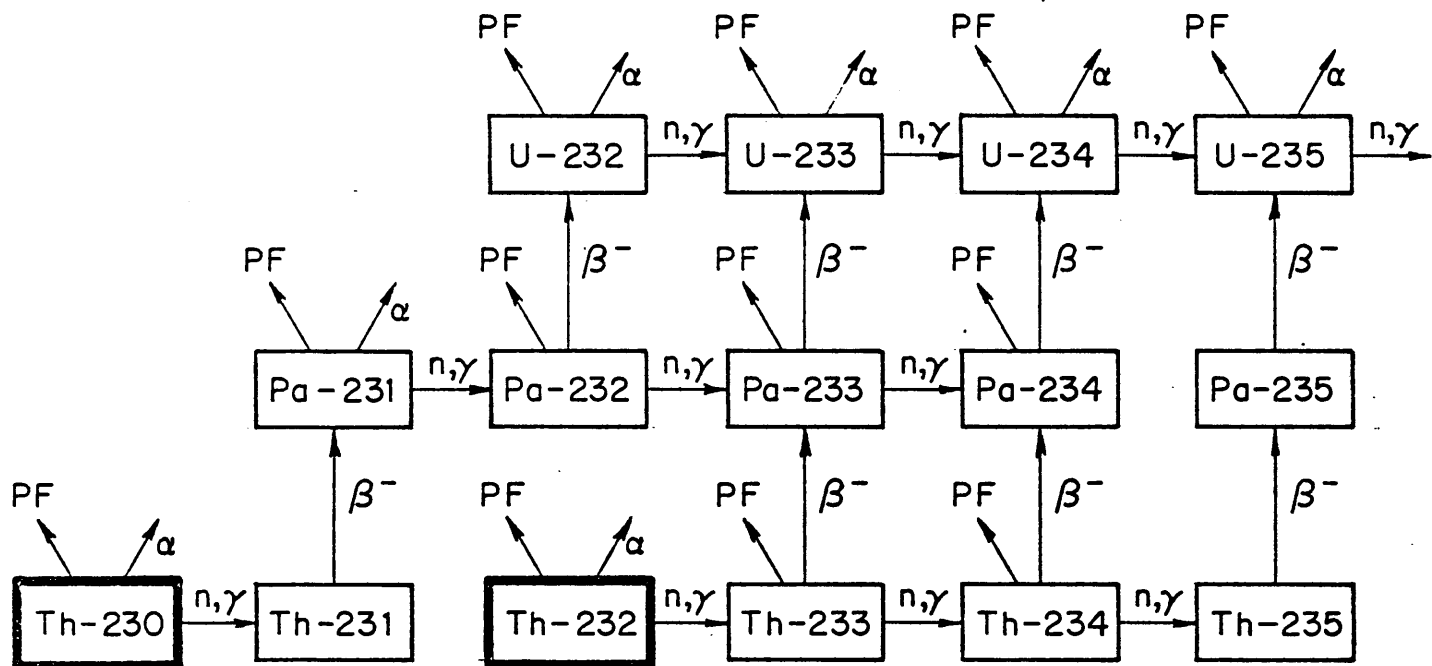 PF α PF α PF α PF α
U-232 n,γ U-233 n,γ U-234 n,γ U-235 n,γ
PF α PF β⁻ PF β⁻ PF β⁻ β⁻
Pa-231 n,γ Pa-232 n,γ Pa-233 n,γ Pa-234 Pa-235
PF α β⁻ PF α PF β⁻ PF β⁻ β⁻
Th-230 n,γ Th-231 Th-232 n,γ Th-233 n,γ Th-234 n,γ Th-235